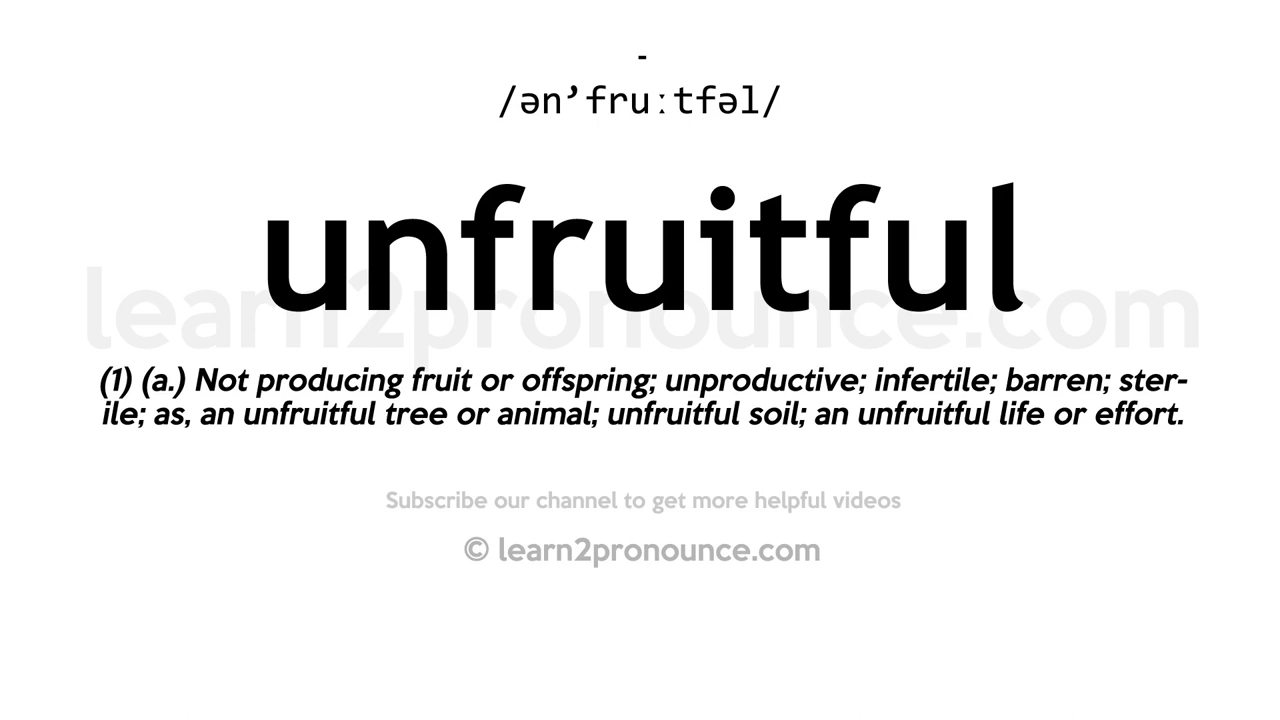 -
/ən’fruːtfəl/
unfruitful
learn2pronounce.com
(1) (a.) Not producing fruit or offspring; unproductive; infertile; barren; ster-
ile; as, an unfruitful tree or animal; unfruitful soil; an unfruitful life or effort.
Subscribe our channel to get more helpful videos
© learn2pronounce.com